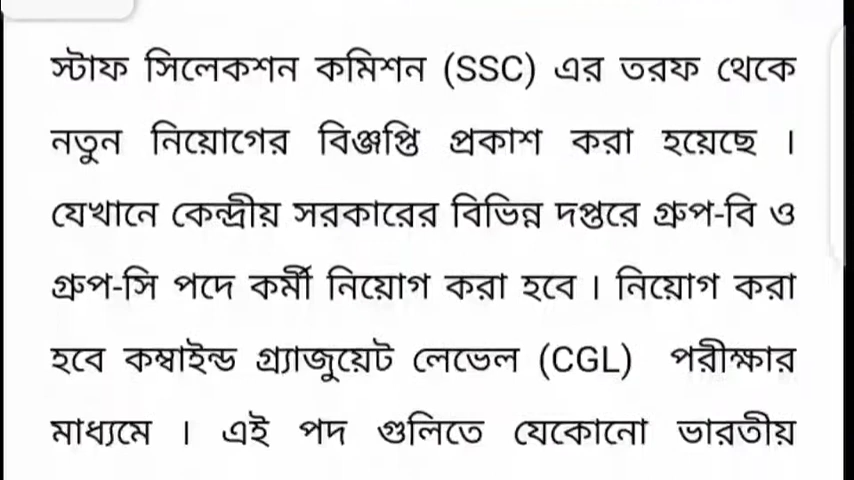 স্টাফ সিলেকশন কমিশন (SSC) এর তরফ থেকে
নতুন নিয়োগের বিঞ্জপ্তি প্রকাশ করা হয়েছে ।
যেখানে কেন্দ্রীয় সরকারের বিভিন্ন দপ্তরে গ্রুপ-বি ও
গ্রুপ-সি পদে কর্মী নিয়োগ করা হবে । নিয়োগ করা
হবে কম্বাইন্ড গ্র্যাজুয়েট লেভেল (CGL) পরীক্ষার
মাধ্যমে । এই পদ গুলিতে যেকোনো ভারতীয়